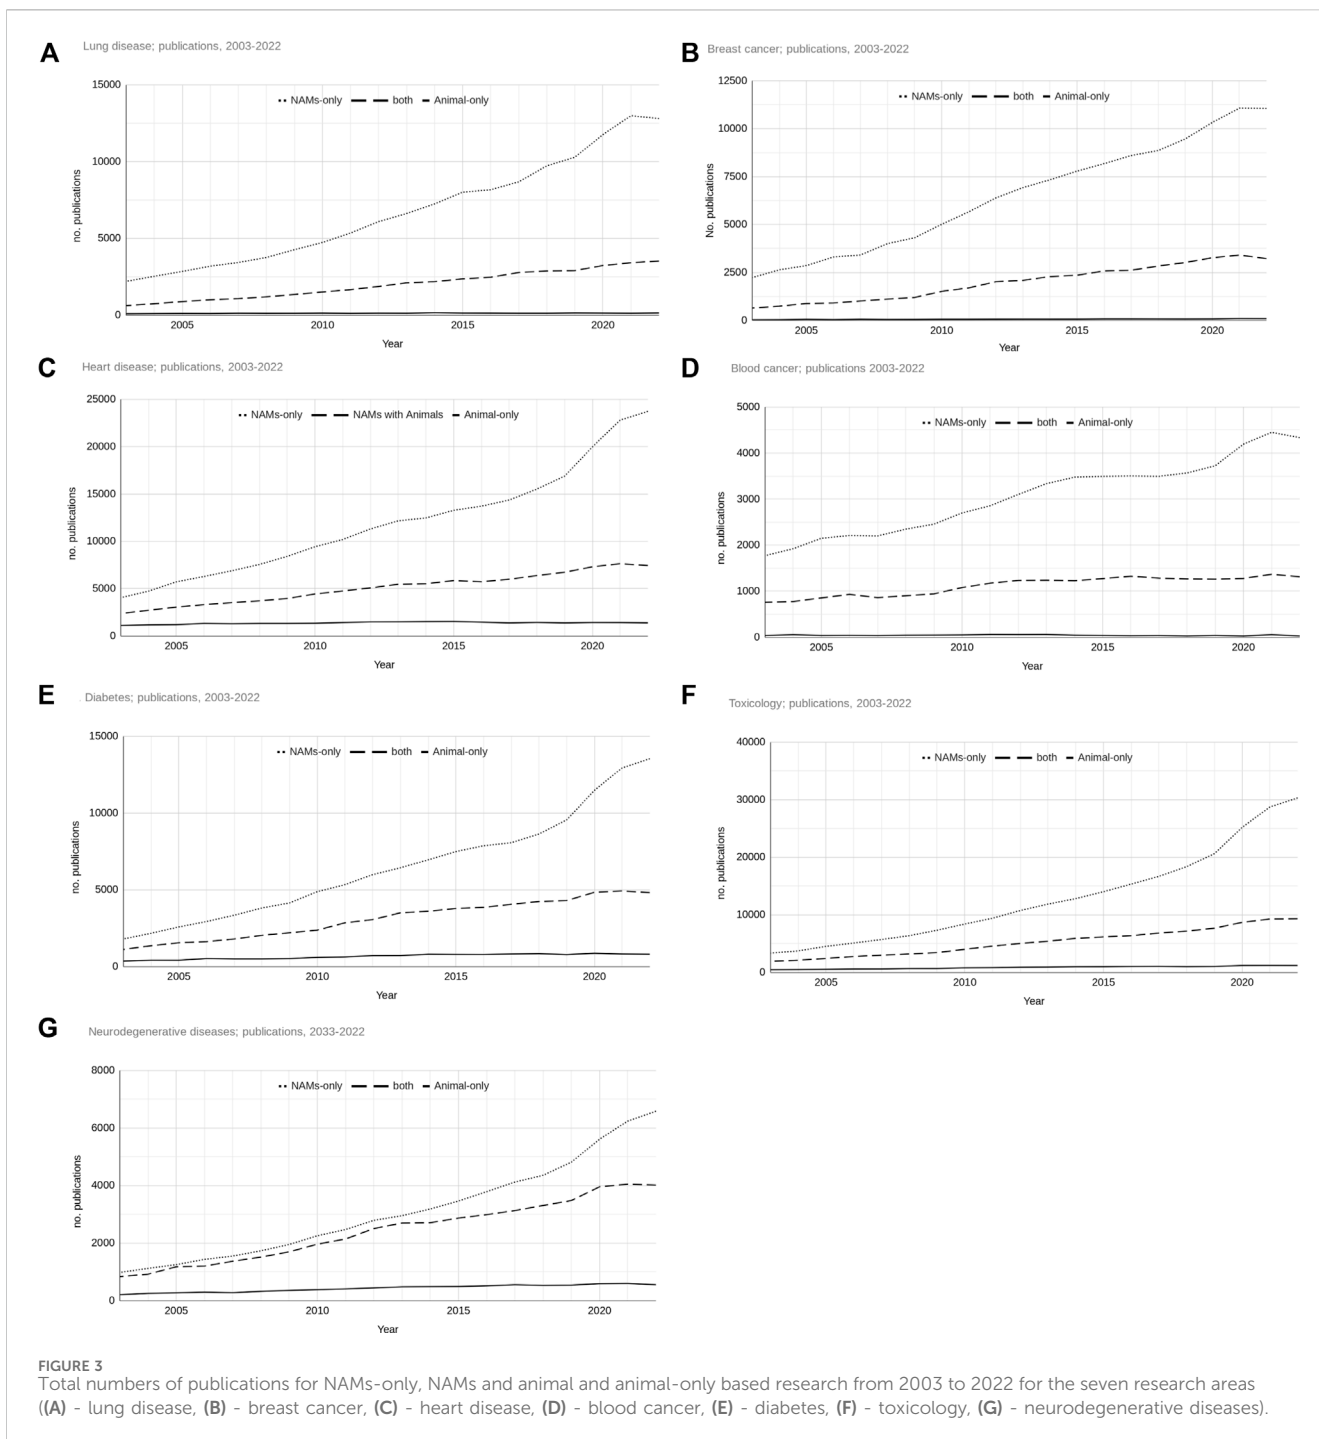 A
Lung disease; publications, 2003-2022
NAMs-only both Animal-only
15000
10000
5000
0
no. publications
2005 2010 2015 2020
Year
B
Breast cancer; publications, 2003-2022
NAMs-only both Animal-only
12500
10000
7500
5000
2500
0
No. publications
2005 2010 2015 2020
Year
C
Heart disease; publications, 2003-2022
NAMs-only NAMs with Animals Animal-only
25000
20000
15000
10000
5000
0
no. publications
2005 2010 2015 2020
Year
D
Blood cancer; publications 2003-2022
NAMs-only both Animal-only
5000
4000
3000
2000
1000
0
no. publications
2005 2010 2015 2020
Year
E
. Diabetes; publications, 2003-2022
NAMs-only both Animal-only
15000
10000
5000
0
no. publications
2005 2010 2015 2020
Year
F
Toxicology; publications, 2003-2022
NAMs-only both Animal-only
40000
30000
20000
10000
0
no. publications
2005 2010 2015 2020
Year
G
Neurodegenerative diseases; publications, 2033-2022
NAMs-only both Animal-only
8000
6000
4000
2000
0
no. publications
2005 2010 2015 2020
Year
FIGURE 3
Total numbers of publications for NAMs-only, NAMs and animal and animal-only based research from 2003 to 2022 for the seven research areas
((A) - lung disease, (B) - breast cancer, (C) - heart disease, (D) - blood cancer, (E) - diabetes, (F) - toxicology, (G) - neurodegenerative diseases).